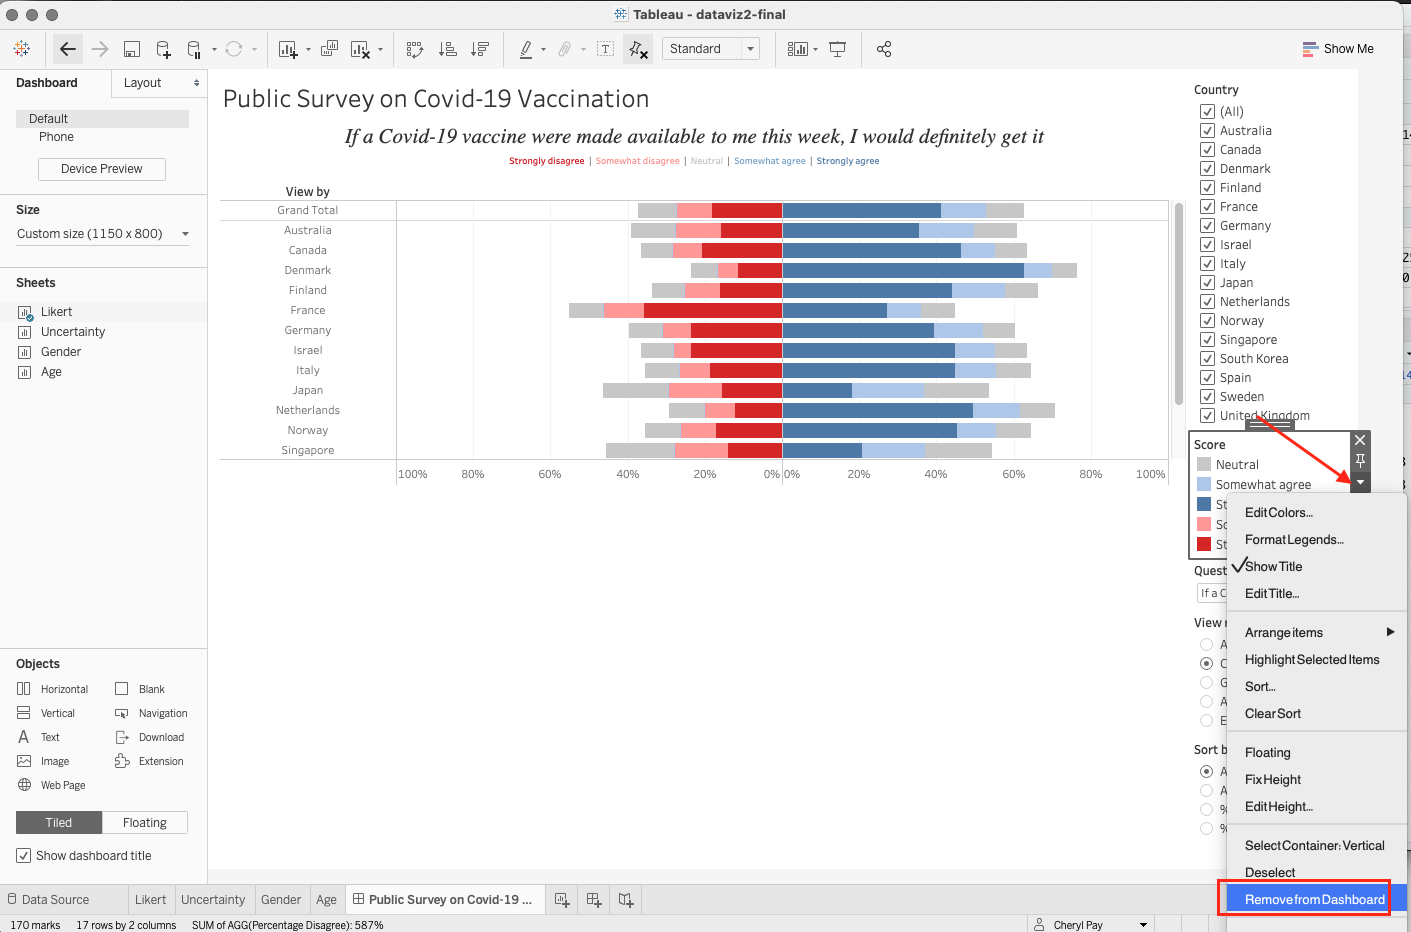 Tableau - dataviz2-final
Standard
Show Me
Dashboard
Layout
Default
Phone
Device Preview
Size
Custom size (1150 x 800)
Sheets
Likert
Uncertainty
Gender
Age
Objects
Horizontal
Blank
Vertical
Navigation
Text
Download
Image
Extension
Web Page
Tiled
Floating
Show dashboard title
Public Survey on Covid-19 Vaccination
If a Covid-19 vaccine were made available to me this week, I would definitely get it
Strongly disagree | Somewhat disagree | Neutral | Somewhat agree | Strongly agree
View by
Grand Total
Australia
Canada
Denmark
Finland
France
Germany
Israel
Italy
Japan
Netherlands
Norway
Singapore
100% 80% 60% 40% 20% 0% 0% 20% 40% 60% 80% 100%
Country
(All)
Australia
Canada
Denmark
Finland
France
Germany
Israel
Italy
Japan
Netherlands
Norway
Singapore
South Korea
Spain
Sweden
United Kingdom
Score
Neutral
Somewhat agree
St
So
St
Quest
If a C
View
A
C
G
A
E
Sort b
A
A
%
%
Edit Colors...
Format Legends...
Show Title
Edit Title...
Arrange items
Highlight Selected Items
Sort...
Clear Sort
Floating
Fix Height
Edit Height...
Select Container: Vertical
Deselect
Remove from Dashboard
Data Source
Likert
Uncertainty
Gender
Age
Public Survey on Covid-19 ...
170 marks
17 rows by 2 columns
SUM of AGG(Percentage Disagree): 587%
Cheryl Pay